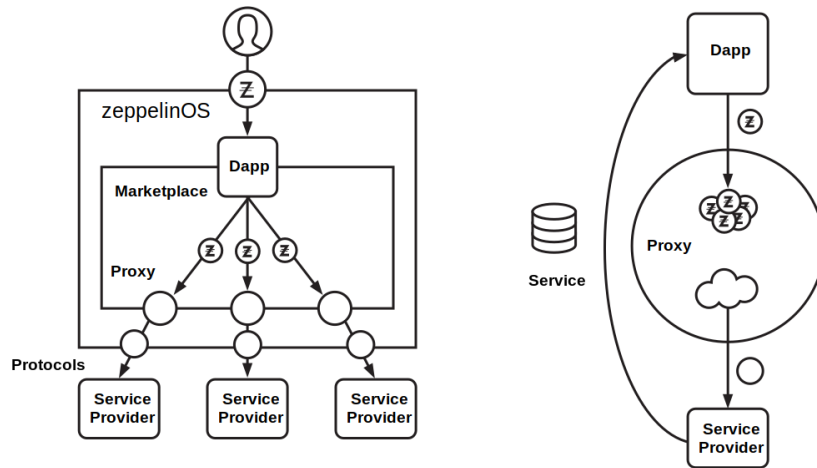 zeppelinOS
Dapp
Marketplace
Proxy
Protocols
Service
Provider
Service
Provider
Service
Provider
Dapp
Proxy
Service
Service
Provider